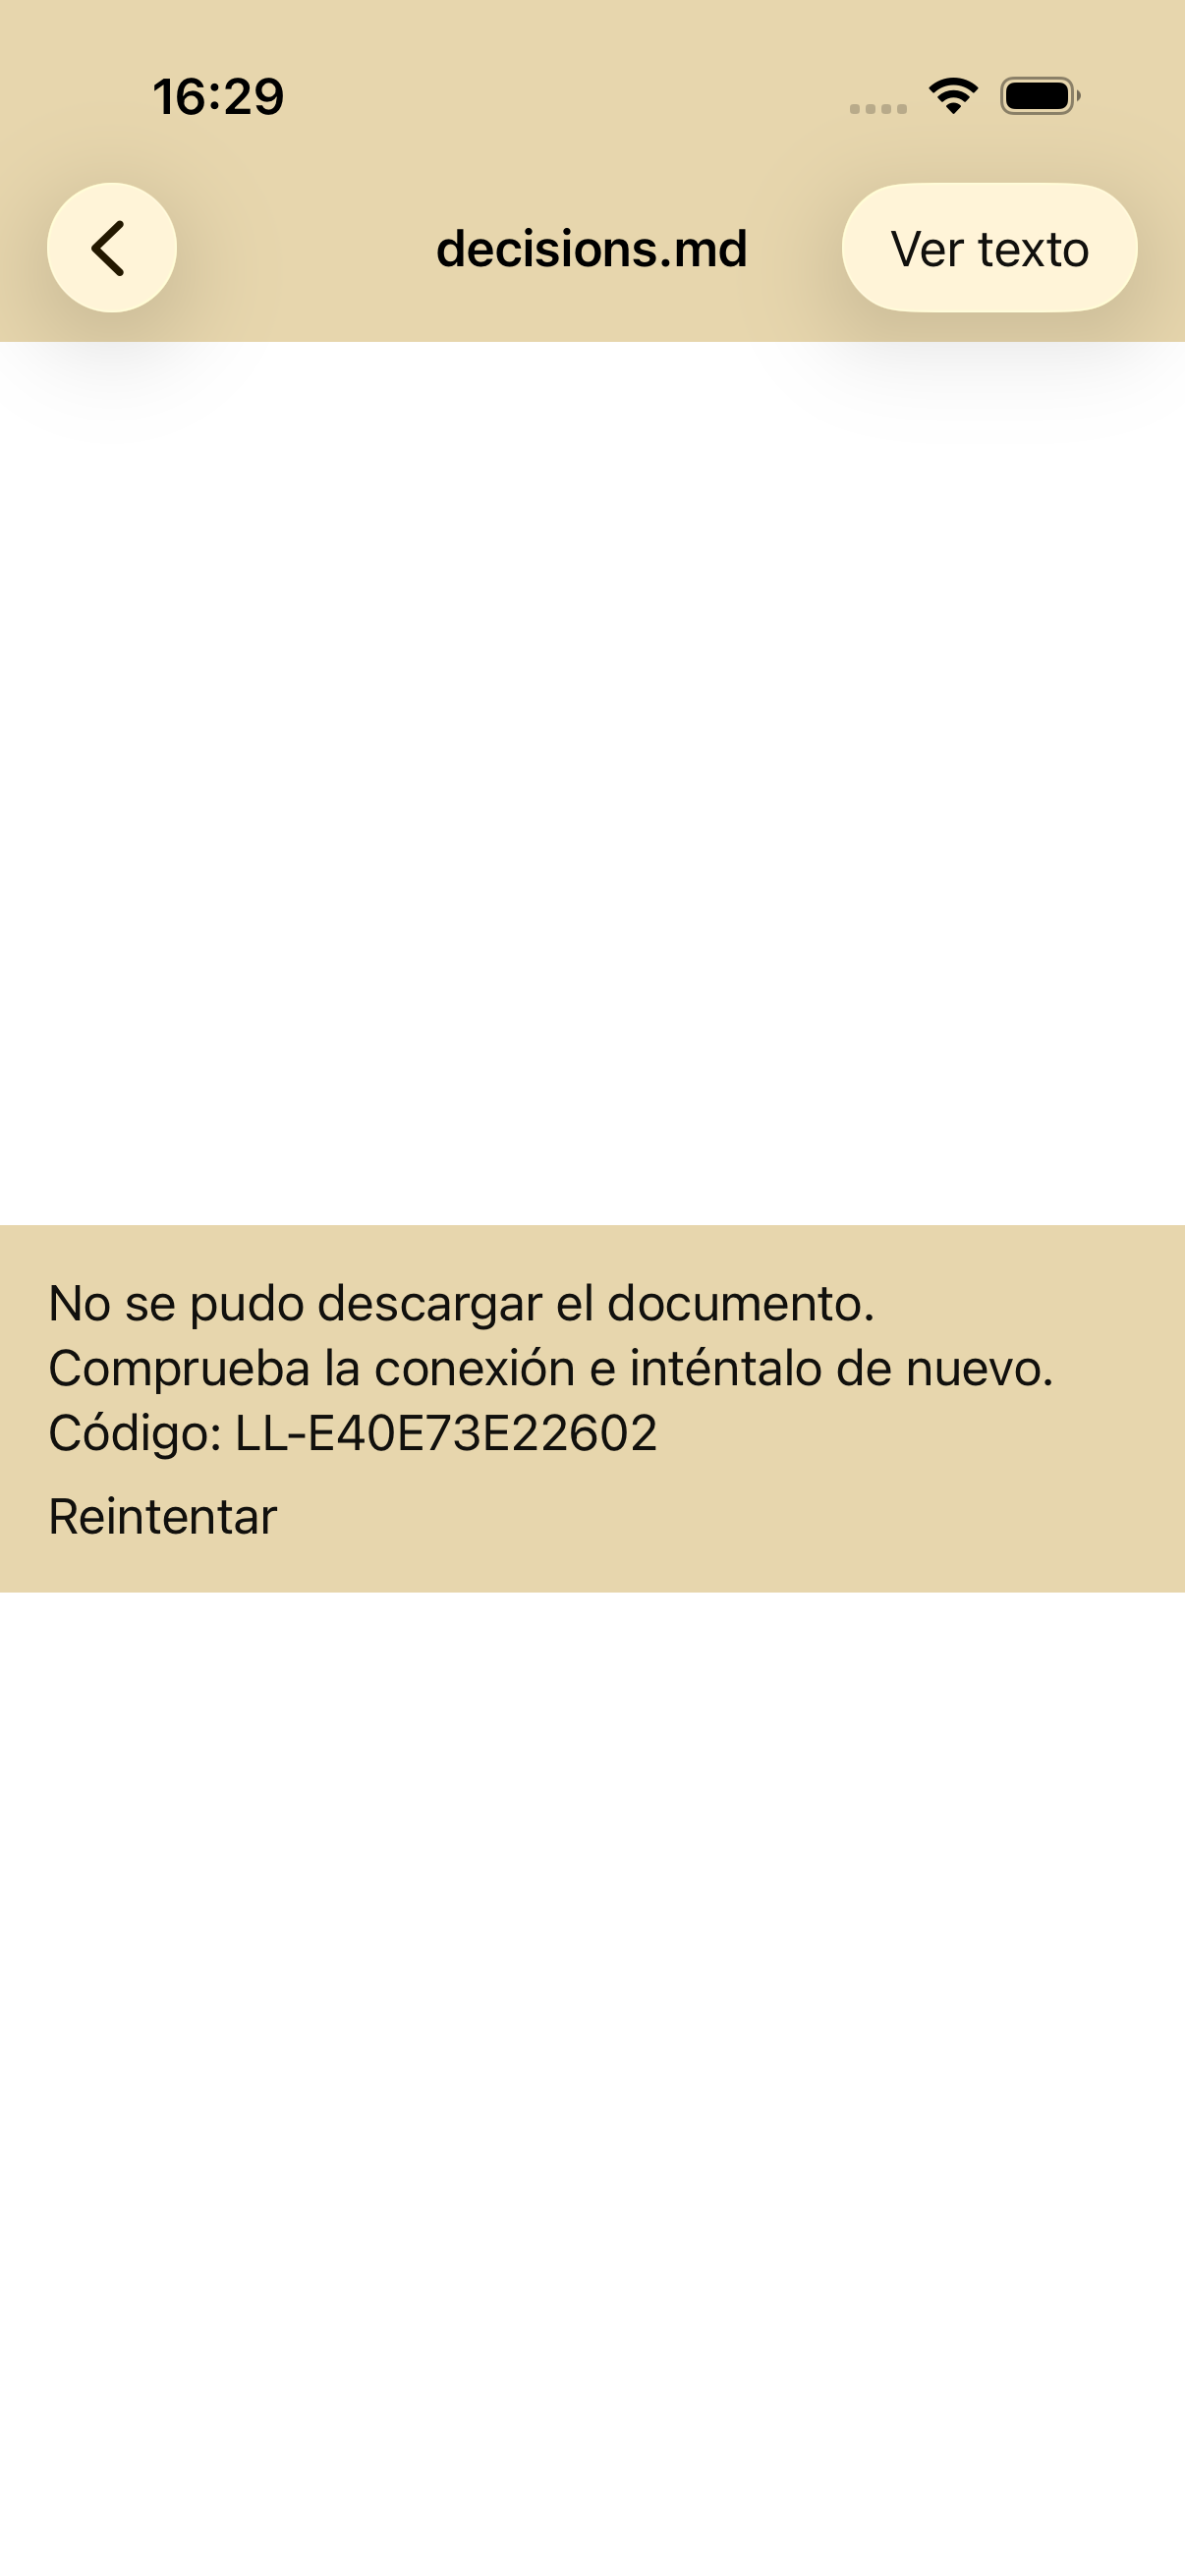 16:29
decisions.md
Ver texto
No se pudo descargar el documento.
Comprueba la conexión e inténtalo de nuevo.
Código: LL-E40E73E22602
Reintentar